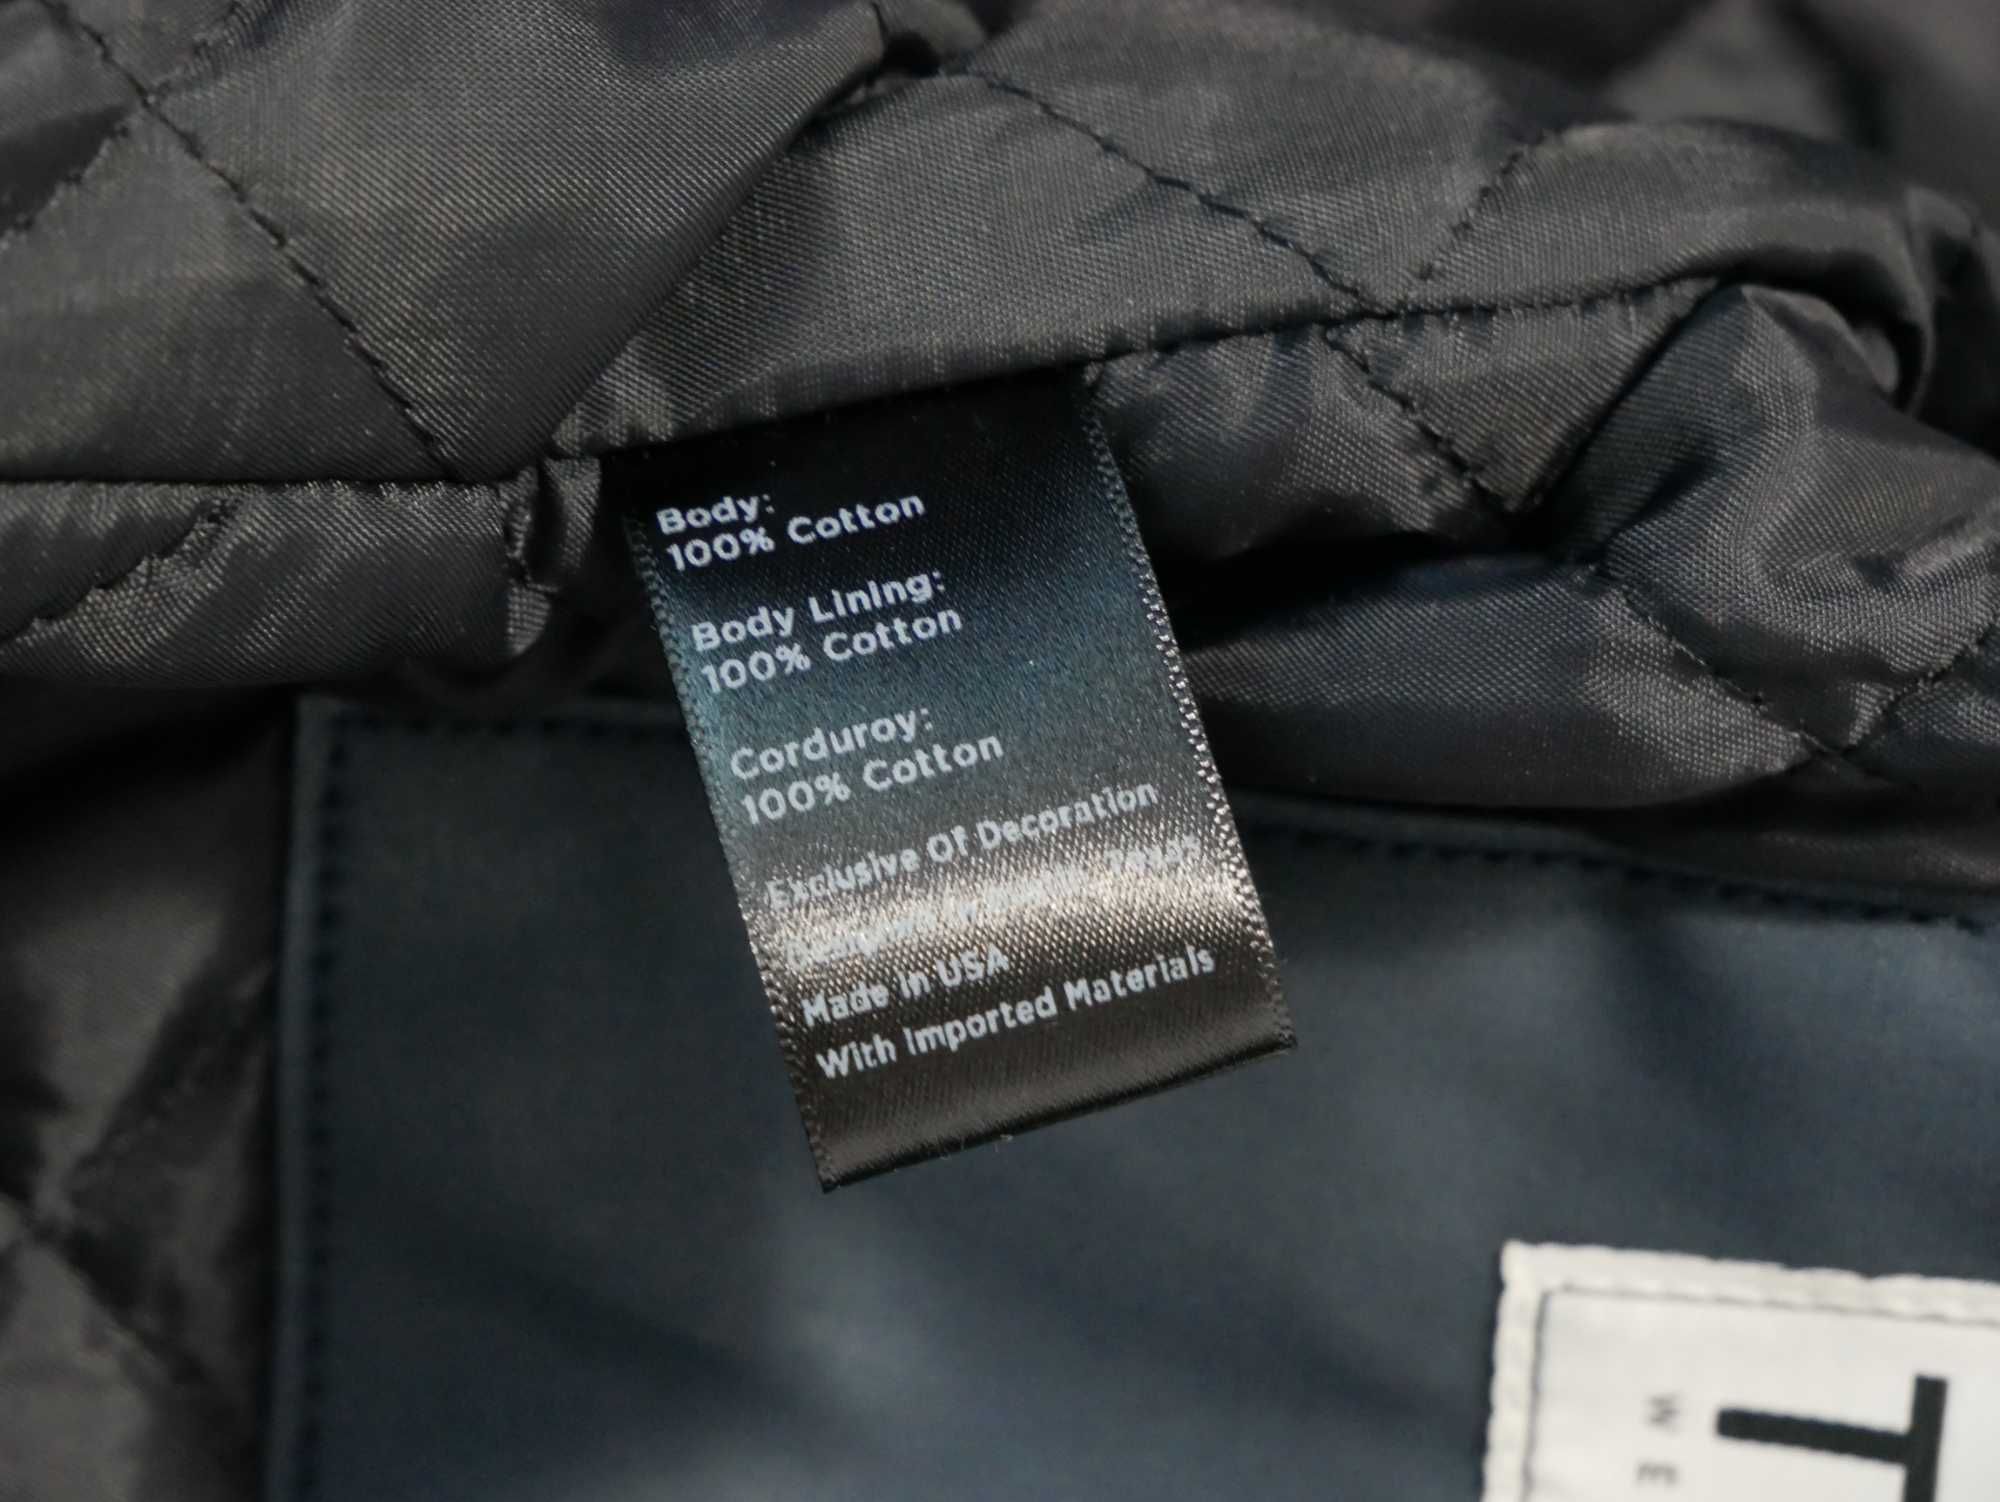 Body:
100% Cotton
Body Lining:
100% Cotton
Corduroy:
100% Cotton
Exclusive Of Decoration
Made in USA
With Imported Materials
T
WE